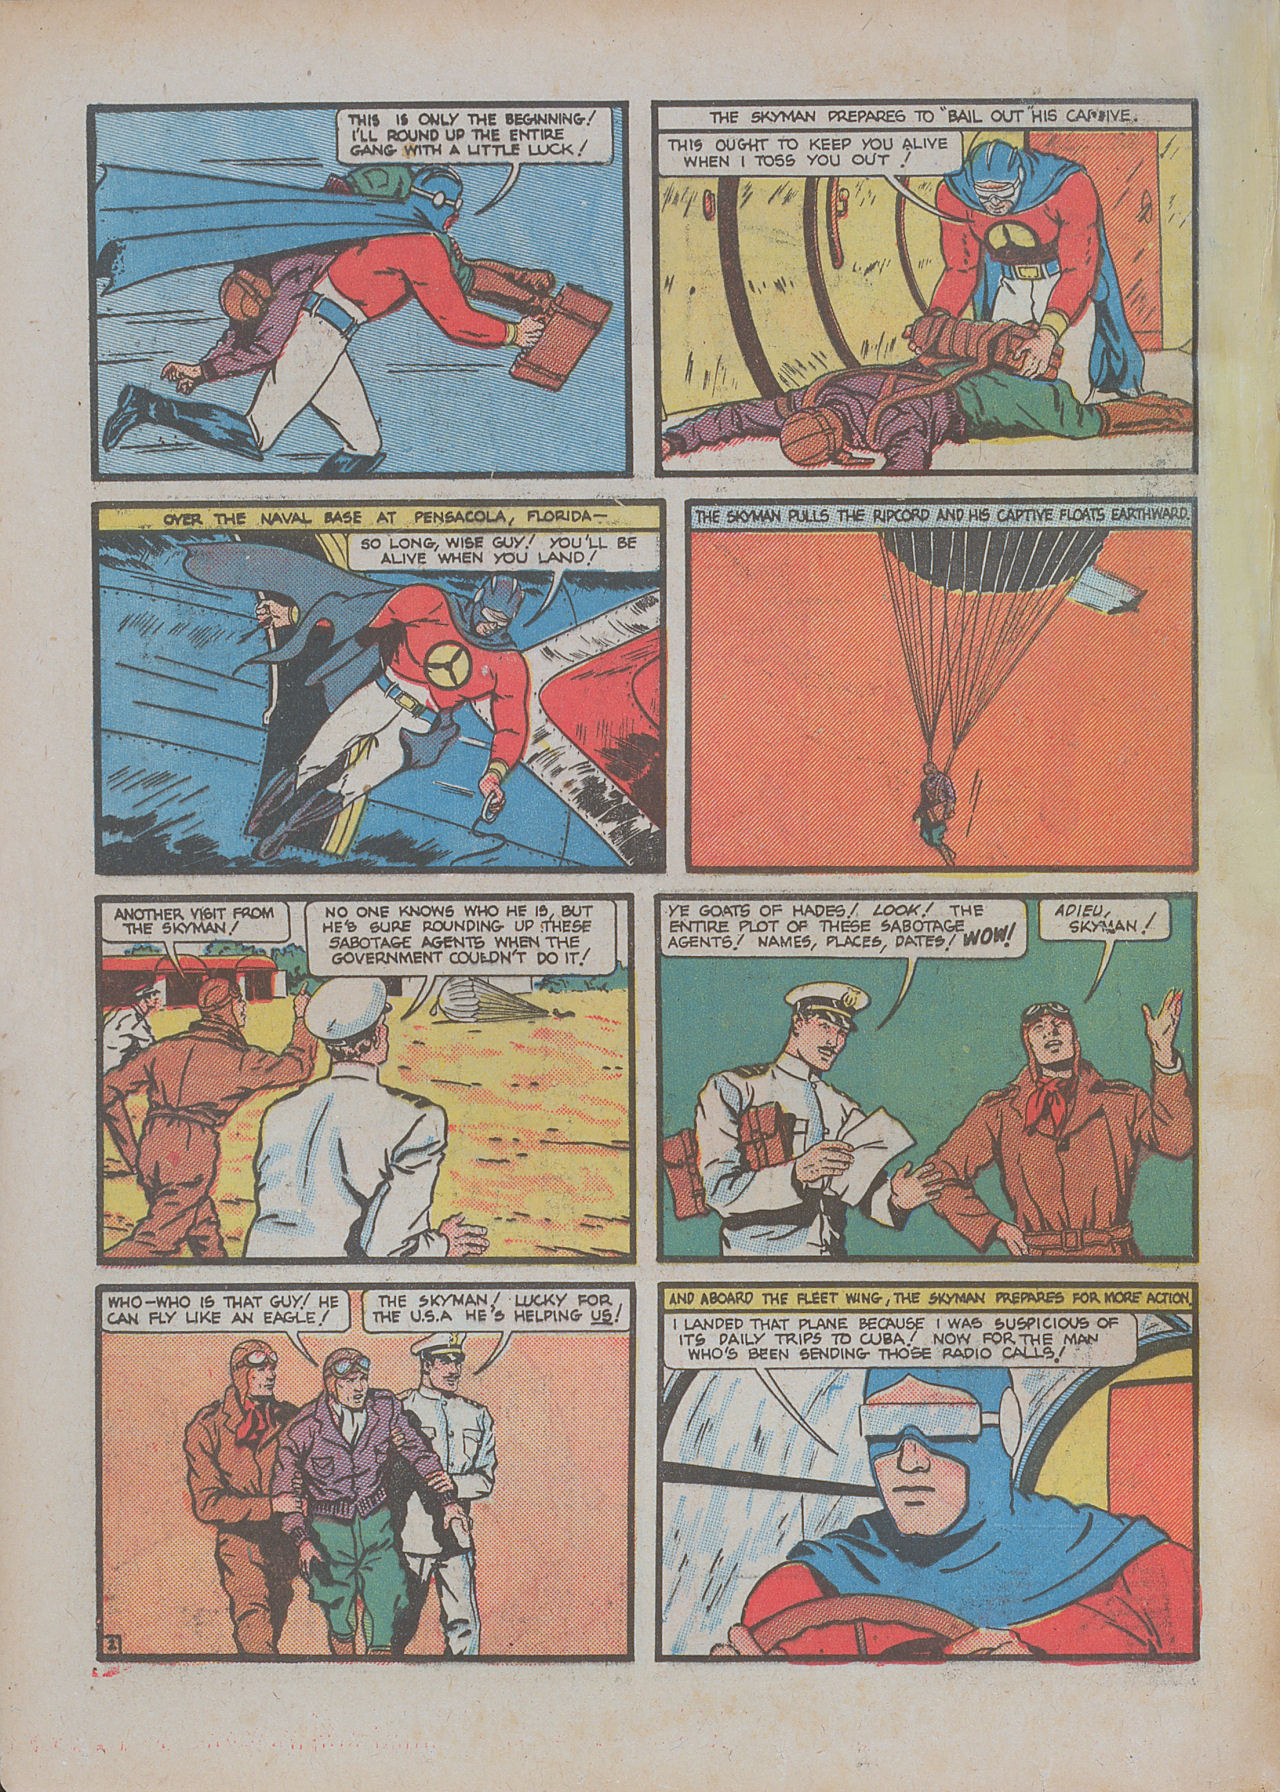 THIS IS ONLY THE BEGINNING!
I'LL ROUND UP THE ENTIRE
GANG WITH A LITTLE LUCK!
THE SKYMAN PREPARES TO "BAIL OUT" HIS CAPTIVE.
THIS OUGHT TO KEEP YOU ALIVE
WHEN I TOSS YOU OUT!
OVER THE NAVAL BASE AT PENSACOLA, FLORIDA—
SO LONG, WISE GUY! YOU'LL BE
ALIVE WHEN YOU LAND!
THE SKYMAN PULLS THE RIPCORD AND HIS CAPTIVE FLOATS EARTHWARD.
ANOTHER VISIT FROM
THE SKYMAN!
NO ONE KNOWS WHO HE IS, BUT
HE'S SURE ROUNDING UP THESE
SABOTAGE AGENTS WHEN THE
GOVERNMENT COULDN'T DO IT!
YE GOATS OF HADES! LOOK! THE
ENTIRE PLOT OF THESE SABOTAGE
AGENTS! NAMES, PLACES, DATES! WOW!
ADIEU,
SKYMAN!
WHO-WHO IS THAT GUY! HE
CAN FLY LIKE AN EAGLE!
THE SKYMAN! LUCKY FOR
THE U.S.A HE'S HELPING US!
2
AND ABOARD THE FLEET WING, THE SKYMAN PREPARES FOR MORE ACTION.
I LANDED THAT PLANE BECAUSE I WAS SUSPICIOUS OF
ITS DAILY TRIPS TO CUBA! NOW FOR THE MAN
WHO'S BEEN SENDING THOSE RADIO CALLS!